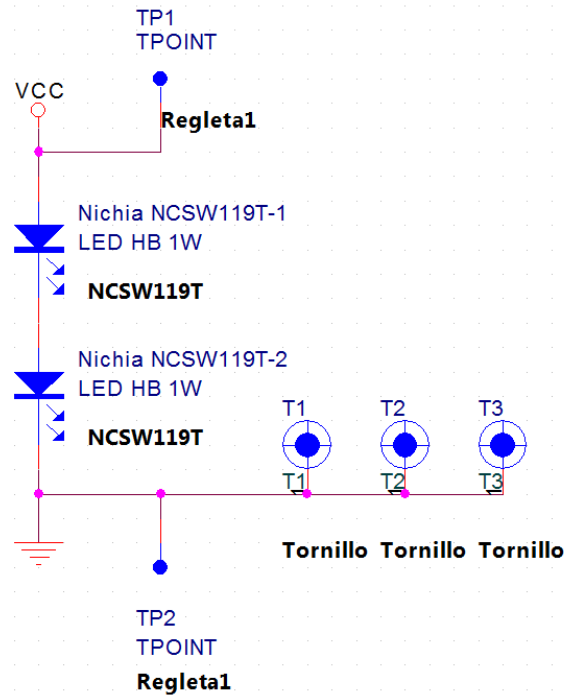 TP1
TPOINT
VCC
Regleta1
Nichia NCSW119T-1
LED HB 1W
NCSW119T
Nichia NCSW119T-2
LED HB 1W
NCSW119T
T1 T2 T3
T1 T2 T3
Tornillo Tornillo Tornillo
TP2
TPOINT
Regleta1